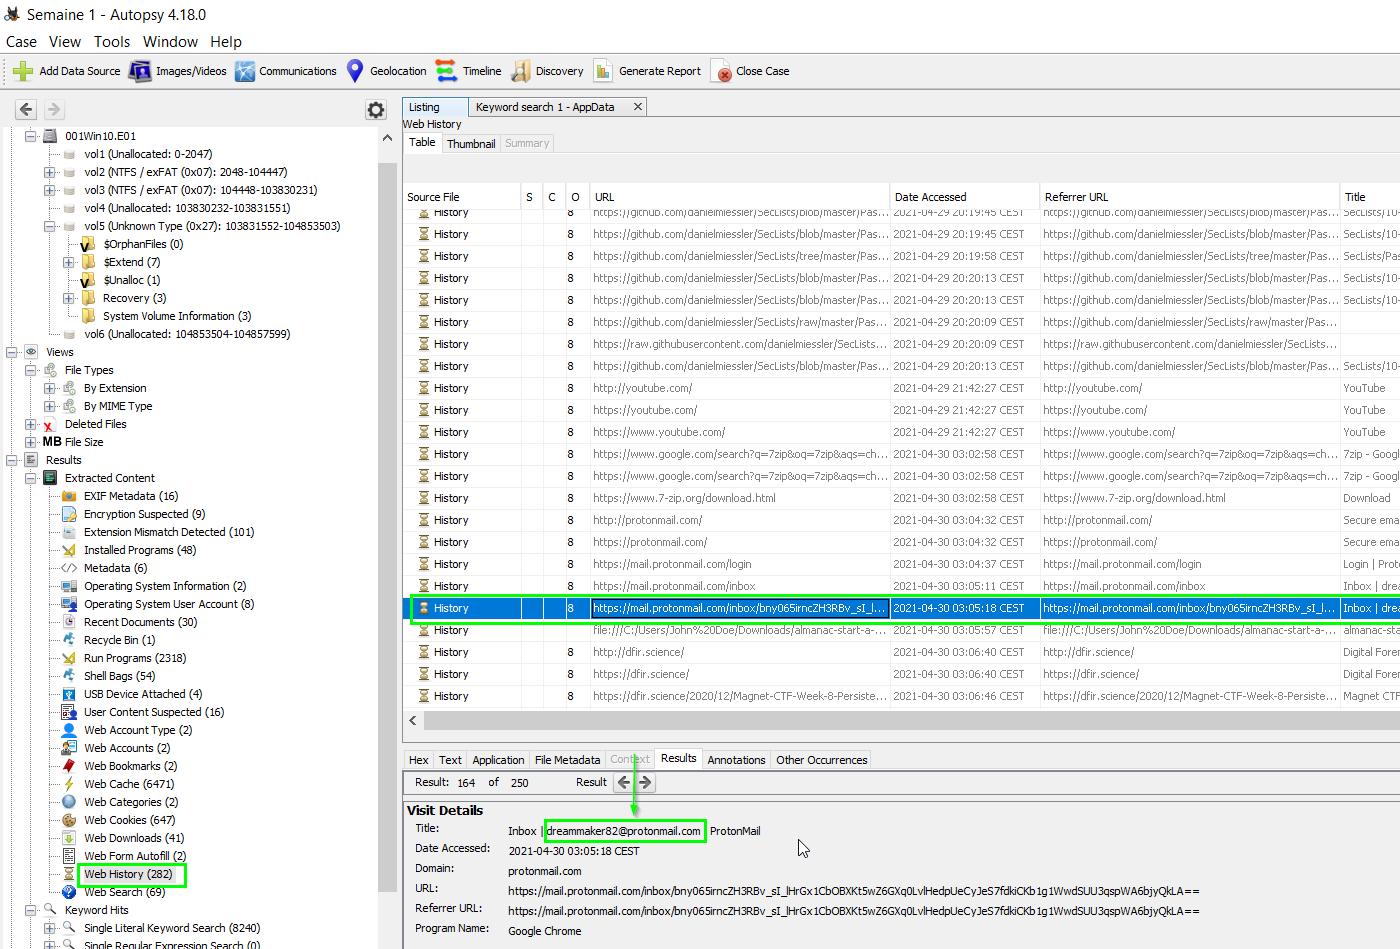 Semaine 1 - Autopsy 4.18.0
Case View Tools Window Help
Add Data Source Images/Videos Communications Geolocation Timeline Discovery Generate Report Close Case
001Win10.E01
vol1 (Unallocated: 0-2047)
vol2 (NTFS / exFAT (0x07): 2048-104447)
vol3 (NTFS / exFAT (0x07): 104448-103830231)
vol4 (Unallocated: 103830232-103831551)
vol5 (Unknown Type (0x27): 103831552-104853503)
$OrphanFiles (0)
$Extend (7)
$Unalloc (1)
Recovery (3)
System Volume Information (3)
vol6 (Unallocated: 104853504-104857599)
Views
File Types
By Extension
By MIME Type
Deleted Files
MB File Size
Results
Extracted Content
EXIF Metadata (16)
Encryption Suspected (9)
Extension Mismatch Detected (101)
Installed Programs (48)
Metadata (6)
Operating System Information (2)
Operating System User Account (8)
Recent Documents (30)
Recycle Bin (1)
Run Programs (2318)
Shell Bags (54)
USB Device Attached (4)
User Content Suspected (16)
Web Account Type (2)
Web Accounts (2)
Web Bookmarks (2)
Web Cache (6471)
Web Categories (2)
Web Cookies (647)
Web Downloads (41)
Web Form Autofill (2)
Web History (282)
Web Search (69)
Keyword Hits
Single Literal Keyword Search (8240)
Single Regular Expression Search (0)
Listing Keyword search 1 - AppData
Web History
Table Thumbnail Summary
Source File S C O URL Date Accessed Referrer URL Title
History 8 https://github.com/danielmiessler/SecLists/blob/master/Pas... 2021-04-29 20:19:45 CEST https://github.com/danielmiessler/SecLists/blob/master/Pas... SecLists/10-
History 8 https://github.com/danielmiessler/SecLists/blob/master/Pas... 2021-04-29 20:19:45 CEST https://github.com/danielmiessler/SecLists/blob/master/Pas... SecLists/10-
History 8 https://github.com/danielmiessler/SecLists/tree/master/Pas... 2021-04-29 20:19:58 CEST https://github.com/danielmiessler/SecLists/tree/master/Pas... SecLists/Pas
History 8 https://github.com/danielmiessler/SecLists/blob/master/Pas... 2021-04-29 20:20:13 CEST https://github.com/danielmiessler/SecLists/blob/master/Pas... SecLists/10-
History 8 https://github.com/danielmiessler/SecLists/blob/master/Pas... 2021-04-29 20:20:13 CEST https://github.com/danielmiessler/SecLists/blob/master/Pas... SecLists/10-
History 8 https://github.com/danielmiessler/SecLists/raw/master/Pas... 2021-04-29 20:20:09 CEST https://github.com/danielmiessler/SecLists/raw/master/Pas...
History 8 https://raw.githubusercontent.com/danielmiessler/SecLists... 2021-04-29 20:20:09 CEST https://raw.githubusercontent.com/danielmiessler/SecLists...
History 8 https://github.com/danielmiessler/SecLists/blob/master/Pas... 2021-04-29 20:20:13 CEST https://github.com/danielmiessler/SecLists/blob/master/Pas... SecLists/10-
History 8 http://youtube.com/ 2021-04-29 21:42:27 CEST http://youtube.com/ YouTube
History 8 https://youtube.com/ 2021-04-29 21:42:27 CEST https://youtube.com/ YouTube
History 8 https://www.youtube.com/ 2021-04-29 21:42:27 CEST https://www.youtube.com/ YouTube
History 8 https://www.google.com/search?q=7zip&oq=7zip&aqs=ch... 2021-04-30 03:02:58 CEST https://www.google.com/search?q=7zip&oq=7zip&aqs=ch... 7zip - Goog
History 8 https://www.google.com/search?q=7zip&oq=7zip&aqs=ch... 2021-04-30 03:02:58 CEST https://www.google.com/search?q=7zip&oq=7zip&aqs=ch... 7zip - Goog
History 8 https://www.7-zip.org/download.html 2021-04-30 03:02:58 CEST https://www.7-zip.org/download.html Download
History 8 http://protonmail.com/ 2021-04-30 03:04:32 CEST http://protonmail.com/ Secure ema
History 8 https://protonmail.com/ 2021-04-30 03:04:32 CEST https://protonmail.com/ Secure ema
History 8 https://mail.protonmail.com/login 2021-04-30 03:04:37 CEST https://mail.protonmail.com/login Login | Prot
History 8 https://mail.protonmail.com/inbox 2021-04-30 03:05:11 CEST https://mail.protonmail.com/inbox Inbox | drea
History 8 https://mail.protonmail.com/inbox/bny065irncZH3RBv_sI_l... 2021-04-30 03:05:18 CEST https://mail.protonmail.com/inbox/bny065irncZH3RBv_sI_l... Inbox | drea
History file:///C:/Users/John%20Doe/Downloads/almanac-start-a-... 2021-04-30 03:05:57 CEST file:///C:/Users/John%20Doe/Downloads/almanac-start-a-... almanac-sta
History 8 http://dfir.science/ 2021-04-30 03:06:40 CEST http://dfir.science/ Digital Foren
History 8 https://dfir.science/ 2021-04-30 03:06:40 CEST https://dfir.science/ Digital Foren
History 8 https://dfir.science/2020/12/Magnet-CTF-Week-8-Persiste... 2021-04-30 03:06:46 CEST https://dfir.science/2020/12/Magnet-CTF-Week-8-Persiste... Magnet CTF
Hex Text Application File Metadata Context Results Annotations Other Occurrences
Result: 164 of 250 Result
Visit Details
Title: Inbox | dreammaker82@protonmail.com ProtonMail
Date Accessed: 2021-04-30 03:05:18 CEST
Domain: protonmail.com
URL: https://mail.protonmail.com/inbox/bny065irncZH3RBv_sI_lHrGx1CbOBXKt5wZ6GXq0LvlHedpUeCyJeS7fdkiCKb1g1WwdSUU3qspWA6bjyQkLA==
Referrer URL: https://mail.protonmail.com/inbox/bny065irncZH3RBv_sI_lHrGx1CbOBXKt5wZ6GXq0LvlHedpUeCyJeS7fdkiCKb1g1WwdSUU3qspWA6bjyQkLA==
Program Name: Google Chrome